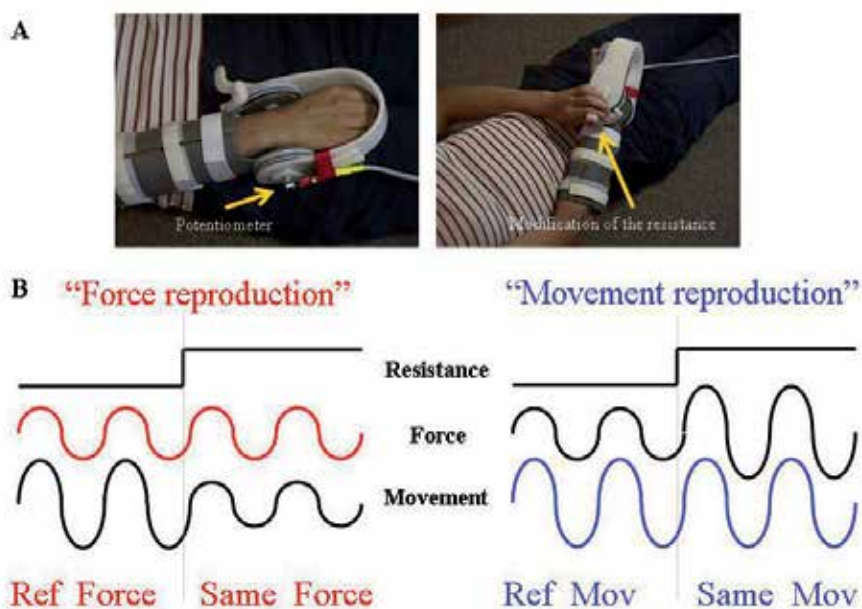 A
Potentiometer
Modification of the resistance
B
“Force reproduction”
“Movement reproduction”
Resistance
Force
Movement
Ref Force
Same Force
Ref Mov
Same Mov